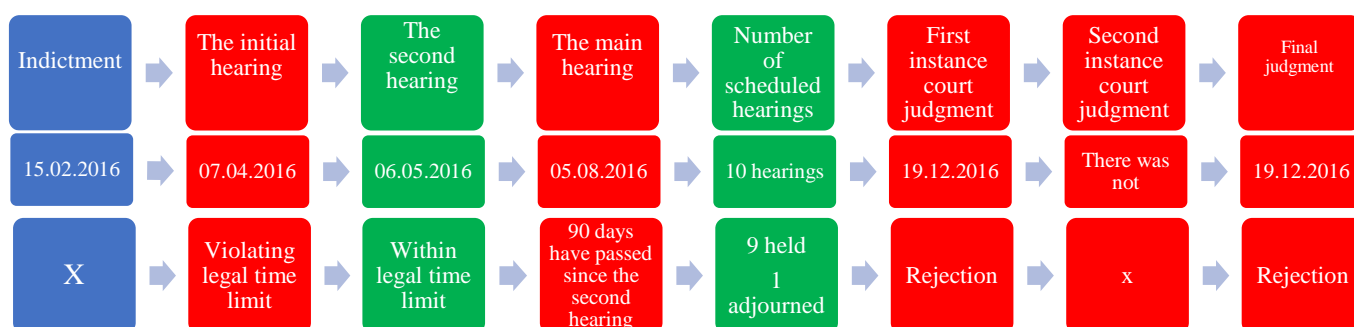 Indictment
The initial
hearing
The
second
hearing
The main
hearing
Number
of
scheduled
hearings
First
instance
court
judgment
Second
instance
court
judgment
Final
judgment
15.02.2016
07.04.2016
06.05.2016
05.08.2016
10 hearings
19.12.2016
There was
not
19.12.2016
X
Violating
legal time
limit
Within
legal time
limit
90 days
have passed
since the
second
hearing
9 held
1
adjourned
Rejection
x
Rejection